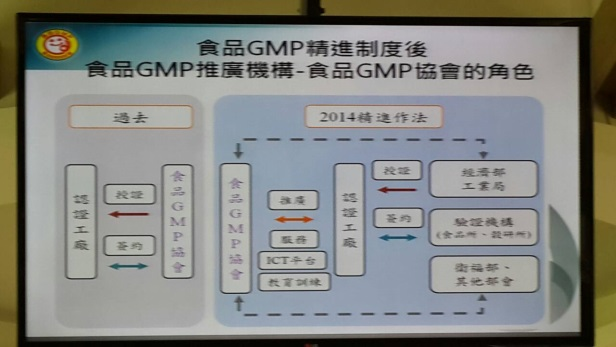 食品GMP精進制度後
食品GMP推廣機構-食品GMP協會的角色
過去
認證工廠
授證
簽約
食品GMP協會
2014精進作法
食品GMP協會
推廣
服務
ICT平台
教育訓練
認證工廠
授證
簽約
經濟部
工業局
驗證機構
(食品所、穀研所)
衛福部、
其他部會